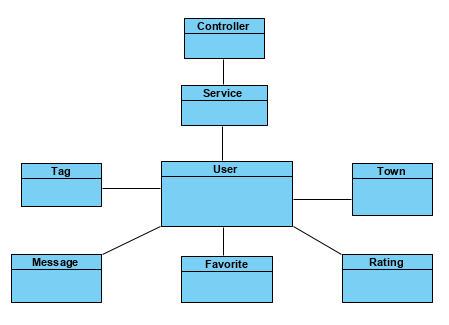 Controller
Service
Tag
User
Town
Message
Favorite
Rating